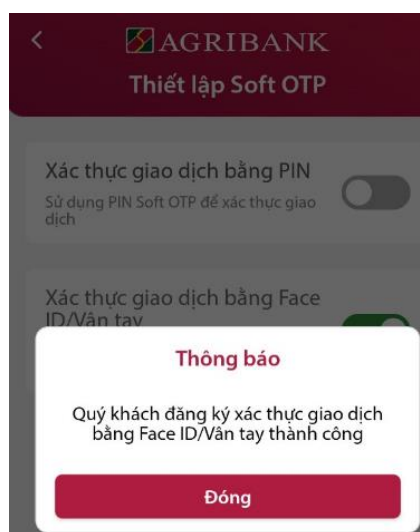 AGRIBANK
Thiết lập Soft OTP
Xác thực giao dịch bằng PIN
Sử dụng PIN Soft OTP để xác thực giao
dịch
Xác thực giao dịch bằng Face
ID/Vân tay
Thông báo
Quý khách đăng ký xác thực giao dịch
bằng Face ID/Vân tay thành công
Đóng